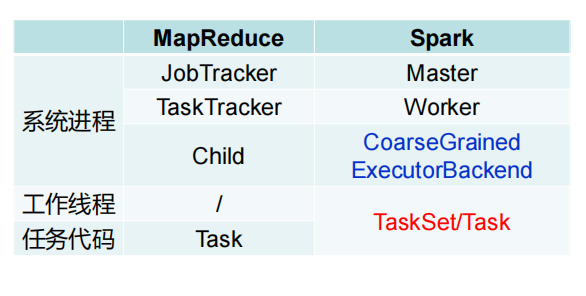 MapReduce Spark
系统进程 JobTracker Master
TaskTracker Worker
Child CoarseGrained
ExecutorBackend
工作线程 /
TaskSet/Task
任务代码 Task